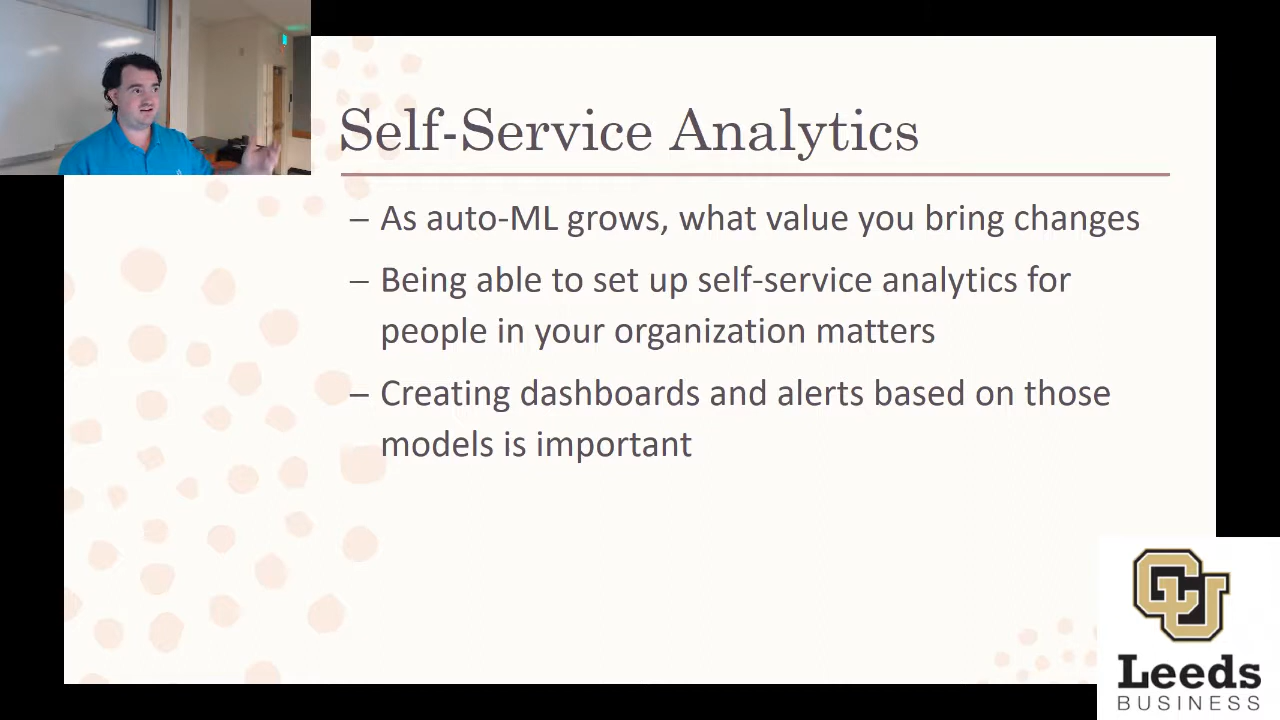 Self-Service Analytics
– As auto-ML grows, what value you bring changes
– Being able to set up self-service analytics for
people in your organization matters
– Creating dashboards and alerts based on those
models is important
CU
Leeds
BUSINESS